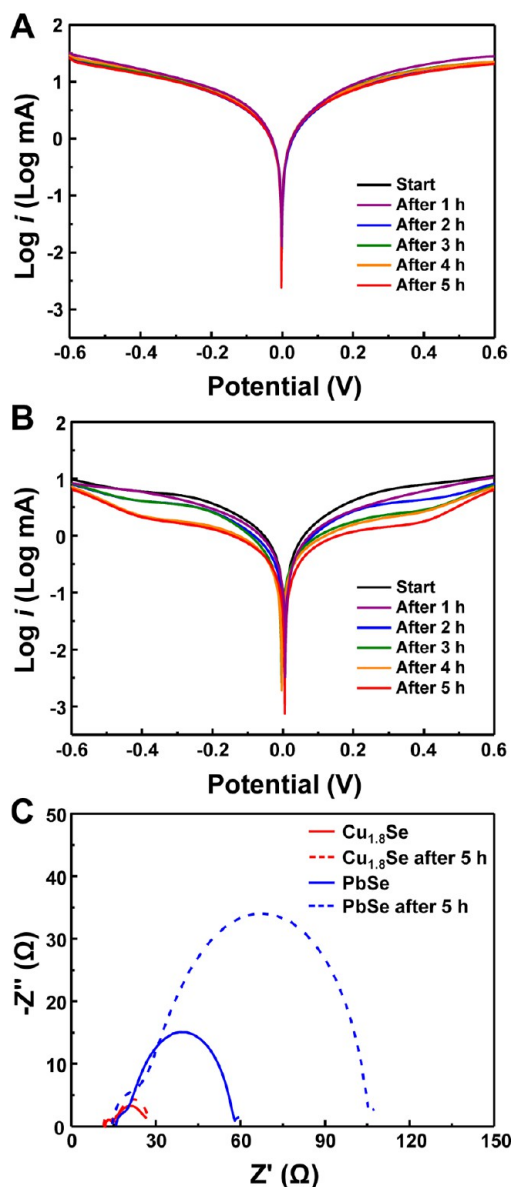 A
2
1
0
-1
-2
-3
Log i (Log mA)
Start
After 1 h
After 2 h
After 3 h
After 4 h
After 5 h
-0.6 -0.4 -0.2 0.0 0.2 0.4 0.6
Potential (V)
B
2
1
0
-1
-2
-3
Log i (Log mA)
Start
After 1 h
After 2 h
After 3 h
After 4 h
After 5 h
-0.6 -0.4 -0.2 0.0 0.2 0.4 0.6
Potential (V)
C
50
40
30
20
10
0
-Z'' (Ω)
Cu1.8Se
Cu1.8Se after 5 h
PbSe
PbSe after 5 h
0 30 60 90 120 150
Z' (Ω)